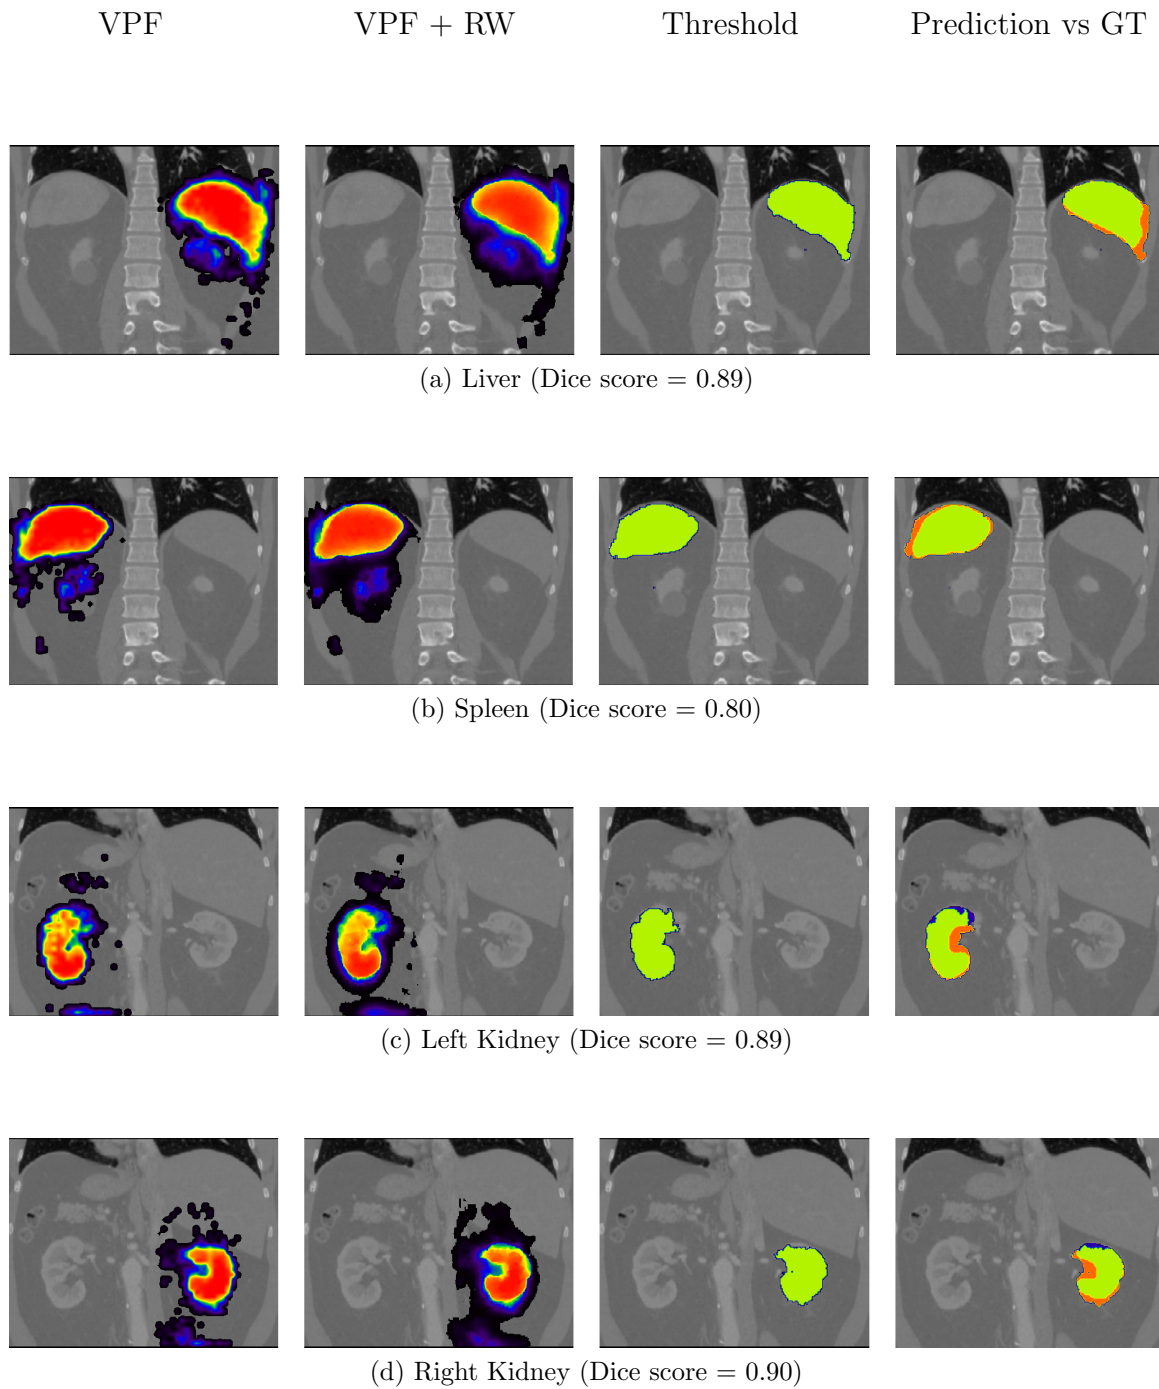 VPF VPF + RW Threshold Prediction vs GT
(a) Liver (Dice score = 0.89)
(b) Spleen (Dice score = 0.80)
(c) Left Kidney (Dice score = 0.89)
(d) Right Kidney (Dice score = 0.90)